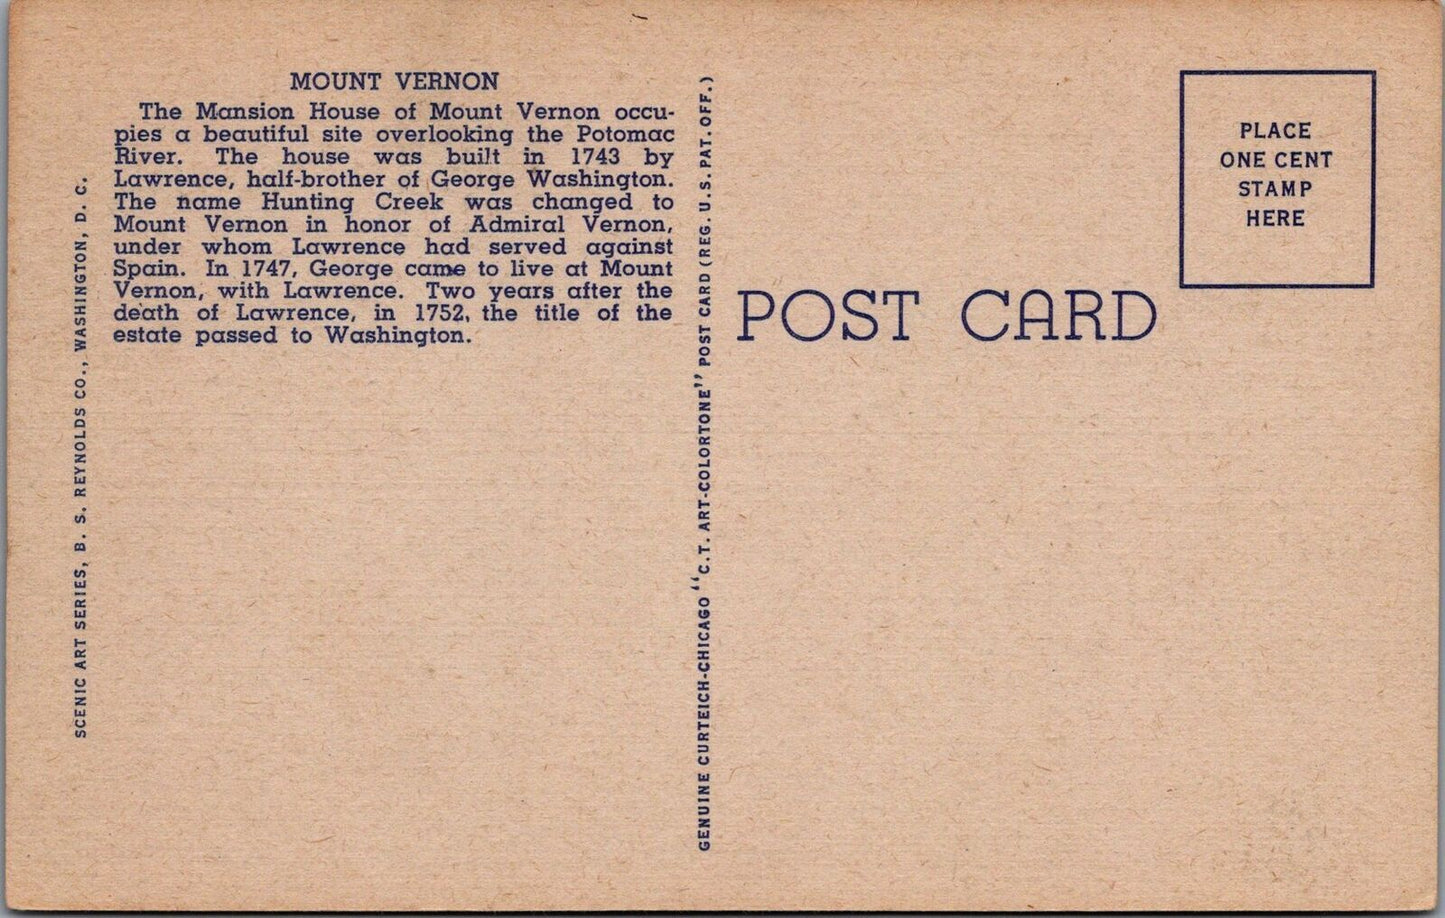 MOUNT VERNON
The Mansion House of Mount Vernon occu-
pies a beautiful site overlooking the Potomac
River. The house was built in 1743 by
Lawrence, half-brother of George Washington.
The name Hunting Creek was changed to
Mount Vernon in honor of Admiral Vernon,
under whom Lawrence had served against
Spain. In 1747, George came to live at Mount
Vernon, with Lawrence. Two years after the
death of Lawrence, in 1752, the title of the
estate passed to Washington.
SCENIC ART SERIES, B. S. REYNOLDS CO., WASHINGTON, D. C.
GENUINE CURTEICH-CHICAGO "C.T. ART-COLORTONE" POST CARD (REG. U.S. PAT. OFF.)
POST CARD
PLACE
ONE CENT
STAMP
HERE